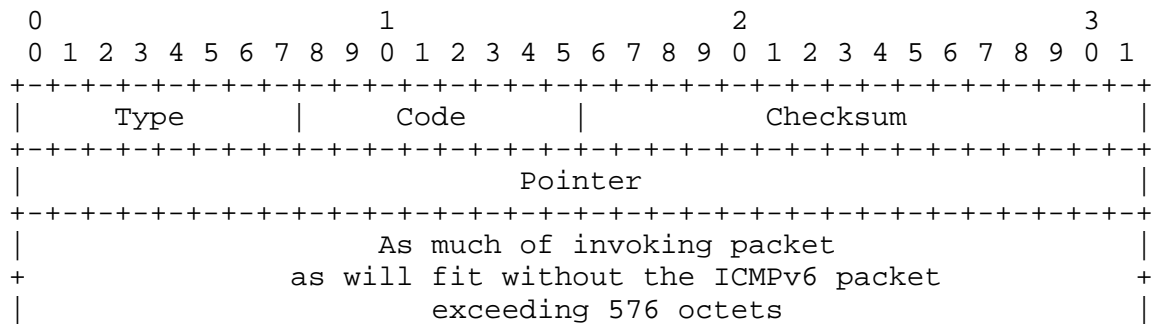 0                   1                   2                   3
 0 1 2 3 4 5 6 7 8 9 0 1 2 3 4 5 6 7 8 9 0 1 2 3 4 5 6 7 8 9 0 1
+-+-+-+-+-+-+-+-+-+-+-+-+-+-+-+-+-+-+-+-+-+-+-+-+-+-+-+-+-+-+-+-+
|     Type      |     Code      |          Checksum             |
+-+-+-+-+-+-+-+-+-+-+-+-+-+-+-+-+-+-+-+-+-+-+-+-+-+-+-+-+-+-+-+-+
|                            Pointer                            |
+-+-+-+-+-+-+-+-+-+-+-+-+-+-+-+-+-+-+-+-+-+-+-+-+-+-+-+-+-+-+-+-+
|                    As much of invoking packet                 |
+               as will fit without the ICMPv6 packet           +
|                       exceeding 576 octets                    |